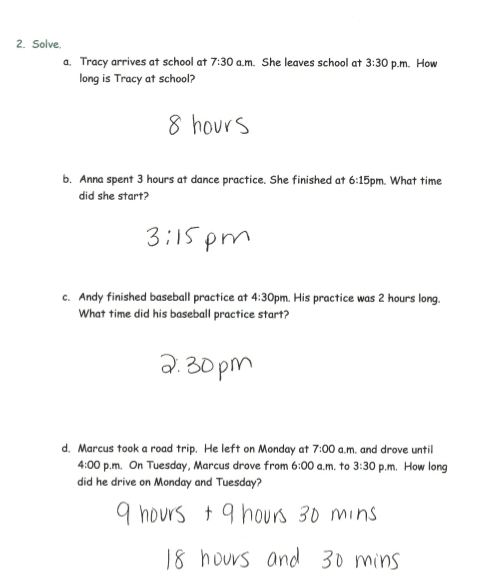 2. Solve.
a. Tracy arrives at school at 7:30 a.m. She leaves school at 3:30 p.m. How
long is Tracy at school?
8 hours
b. Anna spent 3 hours at dance practice. She finished at 6:15pm. What time
did she start?
3:15 pm
c. Andy finished baseball practice at 4:30pm. His practice was 2 hours long.
What time did his baseball practice start?
2:30 pm
d. Marcus took a road trip. He left on Monday at 7:00 a.m. and drove until
4:00 p.m. On Tuesday, Marcus drove from 6:00 a.m. to 3:30 p.m. How long
did he drive on Monday and Tuesday?
9 hours + 9 hours 30 mins
18 hours and 30 mins